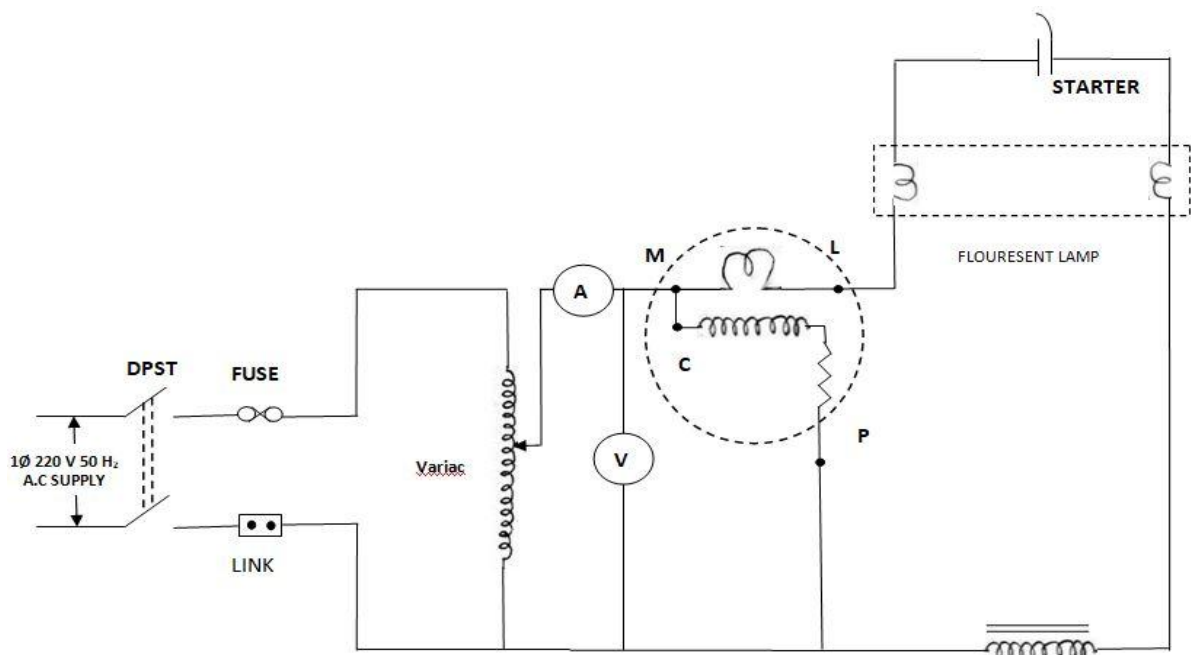 STARTER
FLOURESENT LAMP
M
L
A
C
P
V
DPST
FUSE
Variac
1Ø 220 V 50 H₂
A.C SUPPLY
LINK